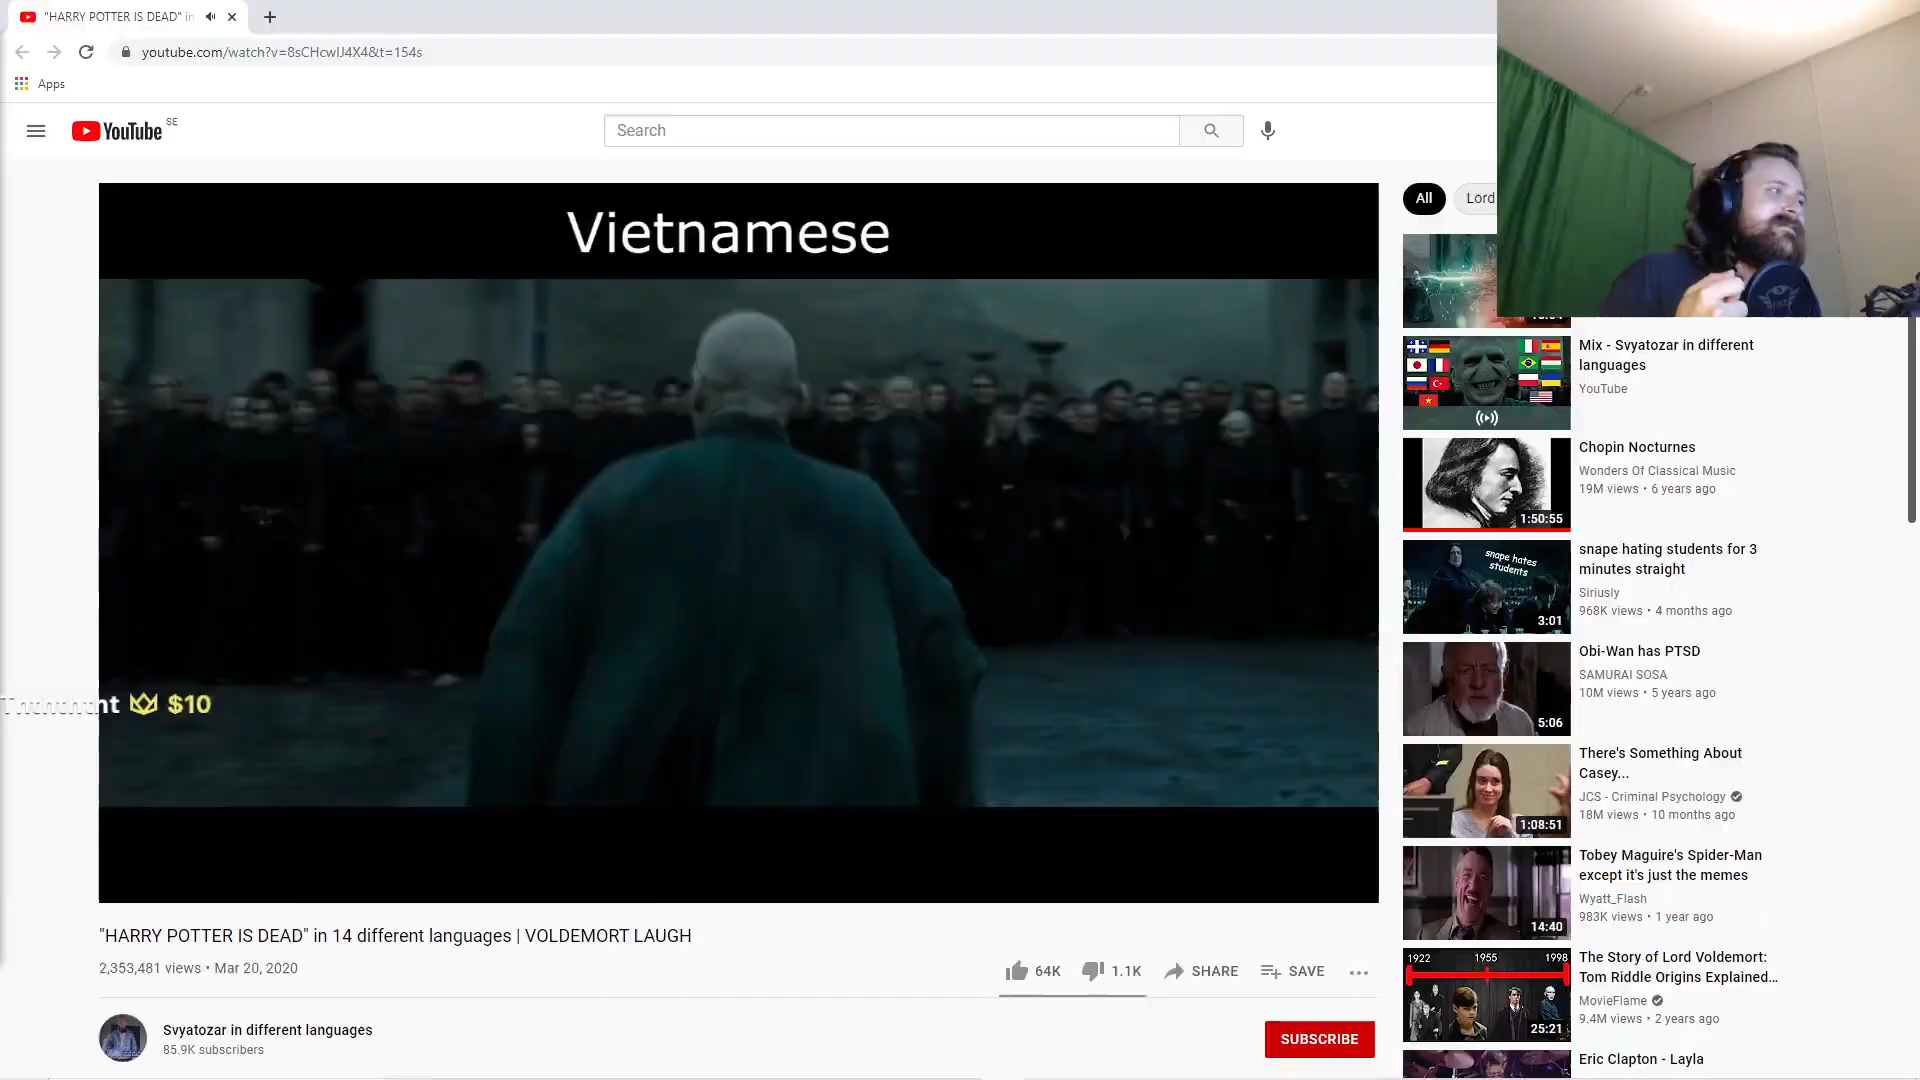 "HARRY POTTER IS DEAD" in
youtube.com/watch?v=8sCHcwIJ4X4&t=154s
Apps
YouTube SE
Search
Vietnamese
All
Lord
Mix - Svyatozar in different
languages
YouTube
Chopin Nocturnes
Wonders Of Classical Music
19M views • 6 years ago
1:50:55
snape hates
students
3:01
snape hating students for 3
minutes straight
Siriusly
968K views • 4 months ago
5:06
Obi-Wan has PTSD
SAMURAI SOSA
10M views • 5 years ago
1:08:51
There's Something About
Casey...
JCS - Criminal Psychology
18M views • 10 months ago
14:40
Tobey Maguire's Spider-Man
except it's just the memes
Wyatt_Flash
983K views • 1 year ago
1922 1955 1998
25:21
The Story of Lord Voldemort:
Tom Riddle Origins Explained...
MovieFlame
9.4M views • 2 years ago
Eric Clapton - Layla
$10
"HARRY POTTER IS DEAD" in 14 different languages | VOLDEMORT LAUGH
2,353,481 views • Mar 20, 2020
64K 1.1K SHARE SAVE
Svyatozar in different languages
85.9K subscribers
SUBSCRIBE